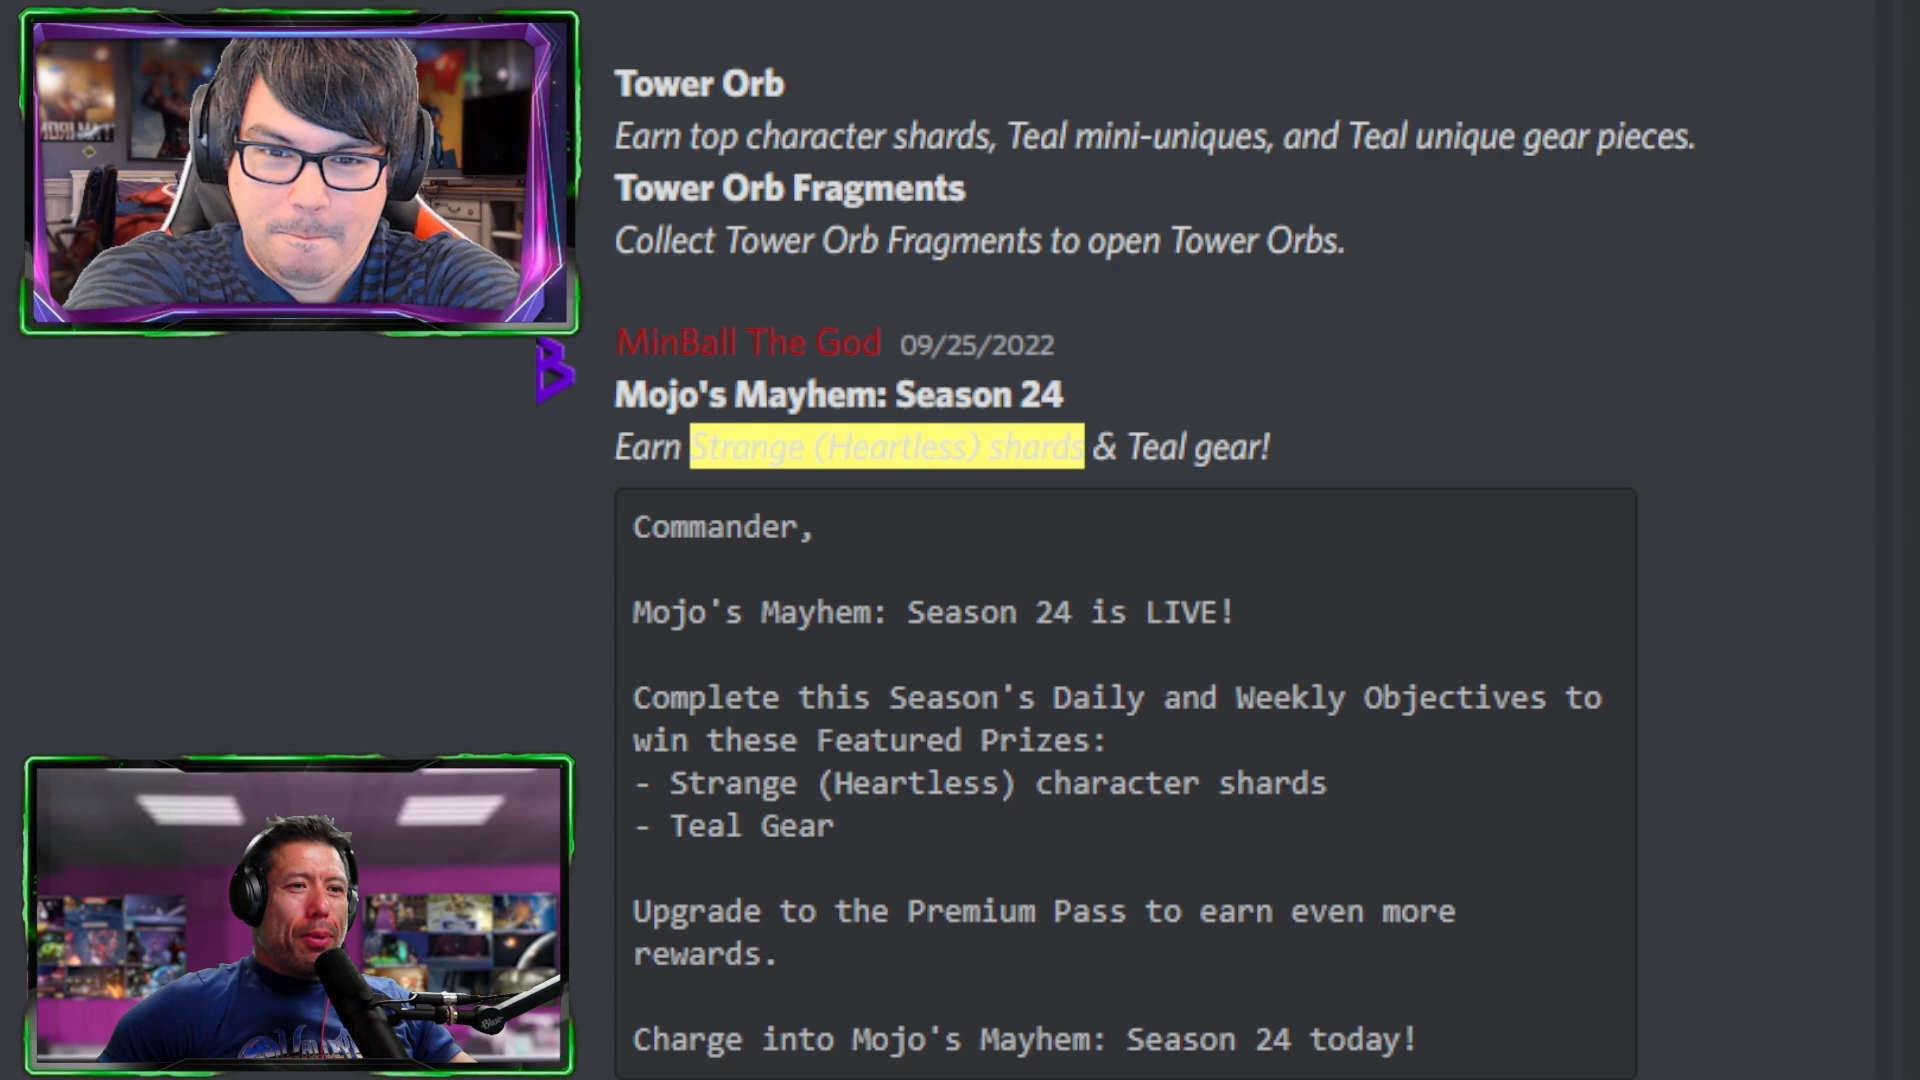 Tower Orb
Earn top character shards, Teal mini-uniques, and Teal unique gear pieces.
Tower Orb Fragments
Collect Tower Orb Fragments to open Tower Orbs.
MinBall The God 09/25/2022
Mojo's Mayhem: Season 24
Earn Strange (Heartless) shards & Teal gear!
Commander,
Mojo's Mayhem: Season 24 is LIVE!
Complete this Season's Daily and Weekly Objectives to
win these Featured Prizes:
- Strange (Heartless) character shards
- Teal Gear
Upgrade to the Premium Pass to earn even more
rewards.
Charge into Mojo's Mayhem: Season 24 today!
B
Blue